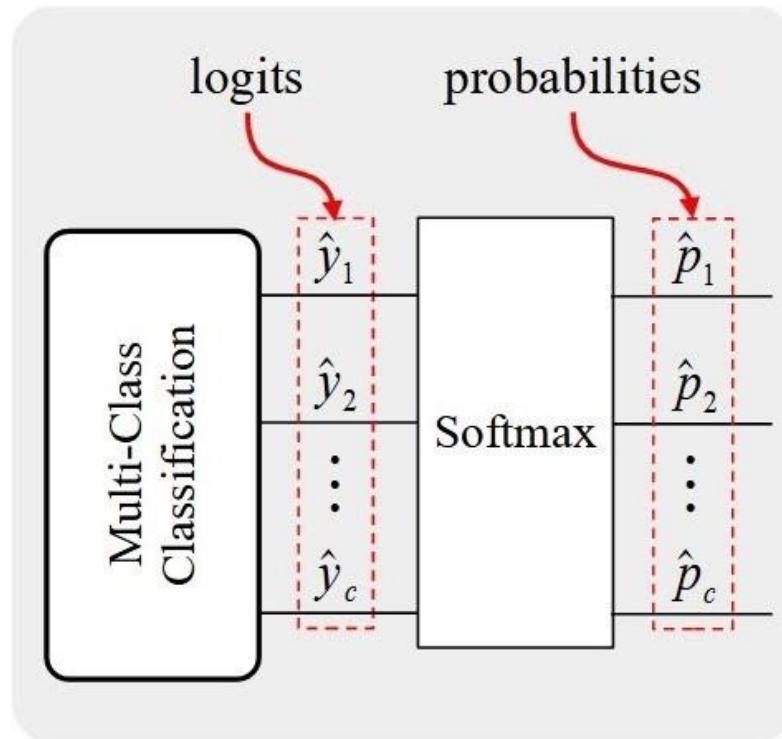 logits probabilities
Multi-Class
Classification
ŷ₁
ŷ₂
⋮
ŷ_c
Softmax
p̂₁
p̂₂
⋮
p̂_c